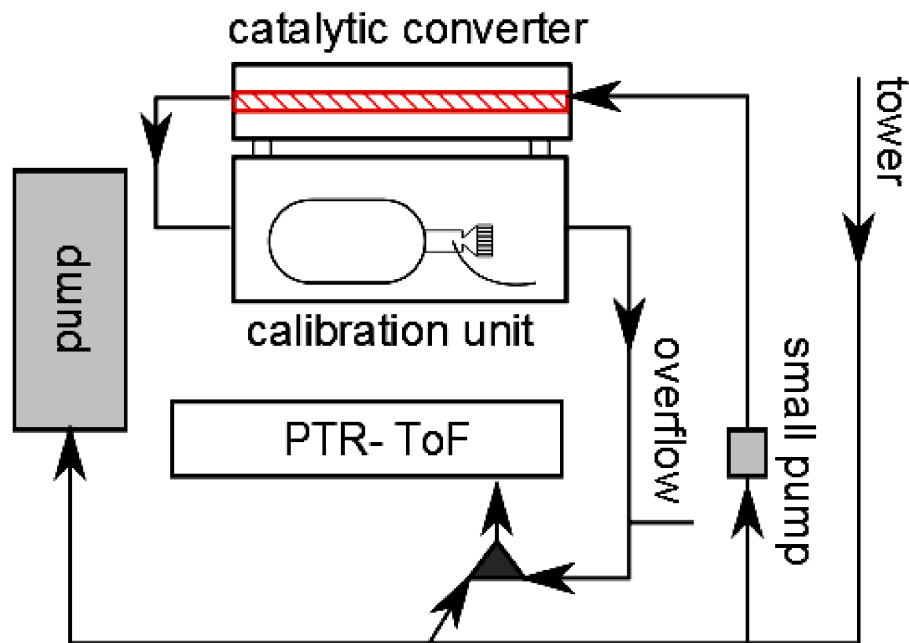 catalytic converter
tower
pump
calibration unit
overflow
small pump
PTR- ToF